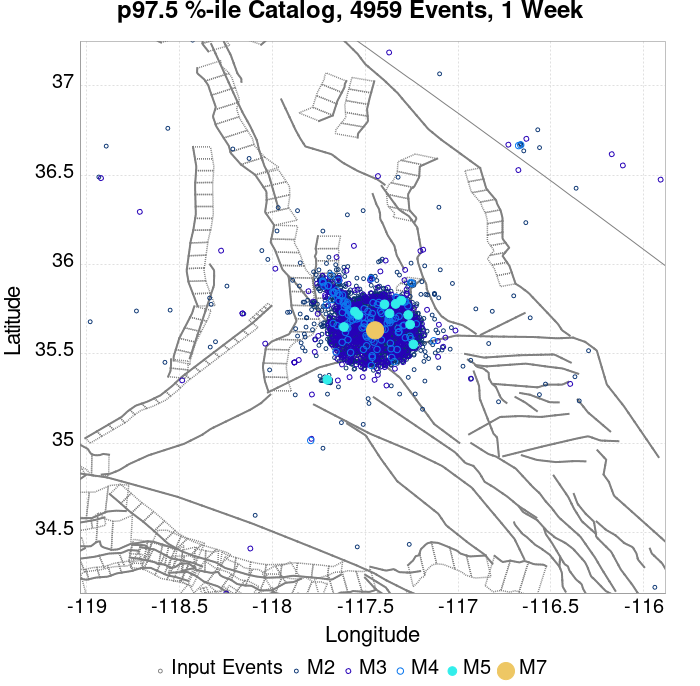 p97.5 %-ile Catalog, 4959 Events, 1 Week
37
36.5
36
35.5
35
34.5
Latitude
-119 -118.5 -118 -117.5 -117 -116.5 -116
Longitude
Input Events M2 M3 M4 M5 M7